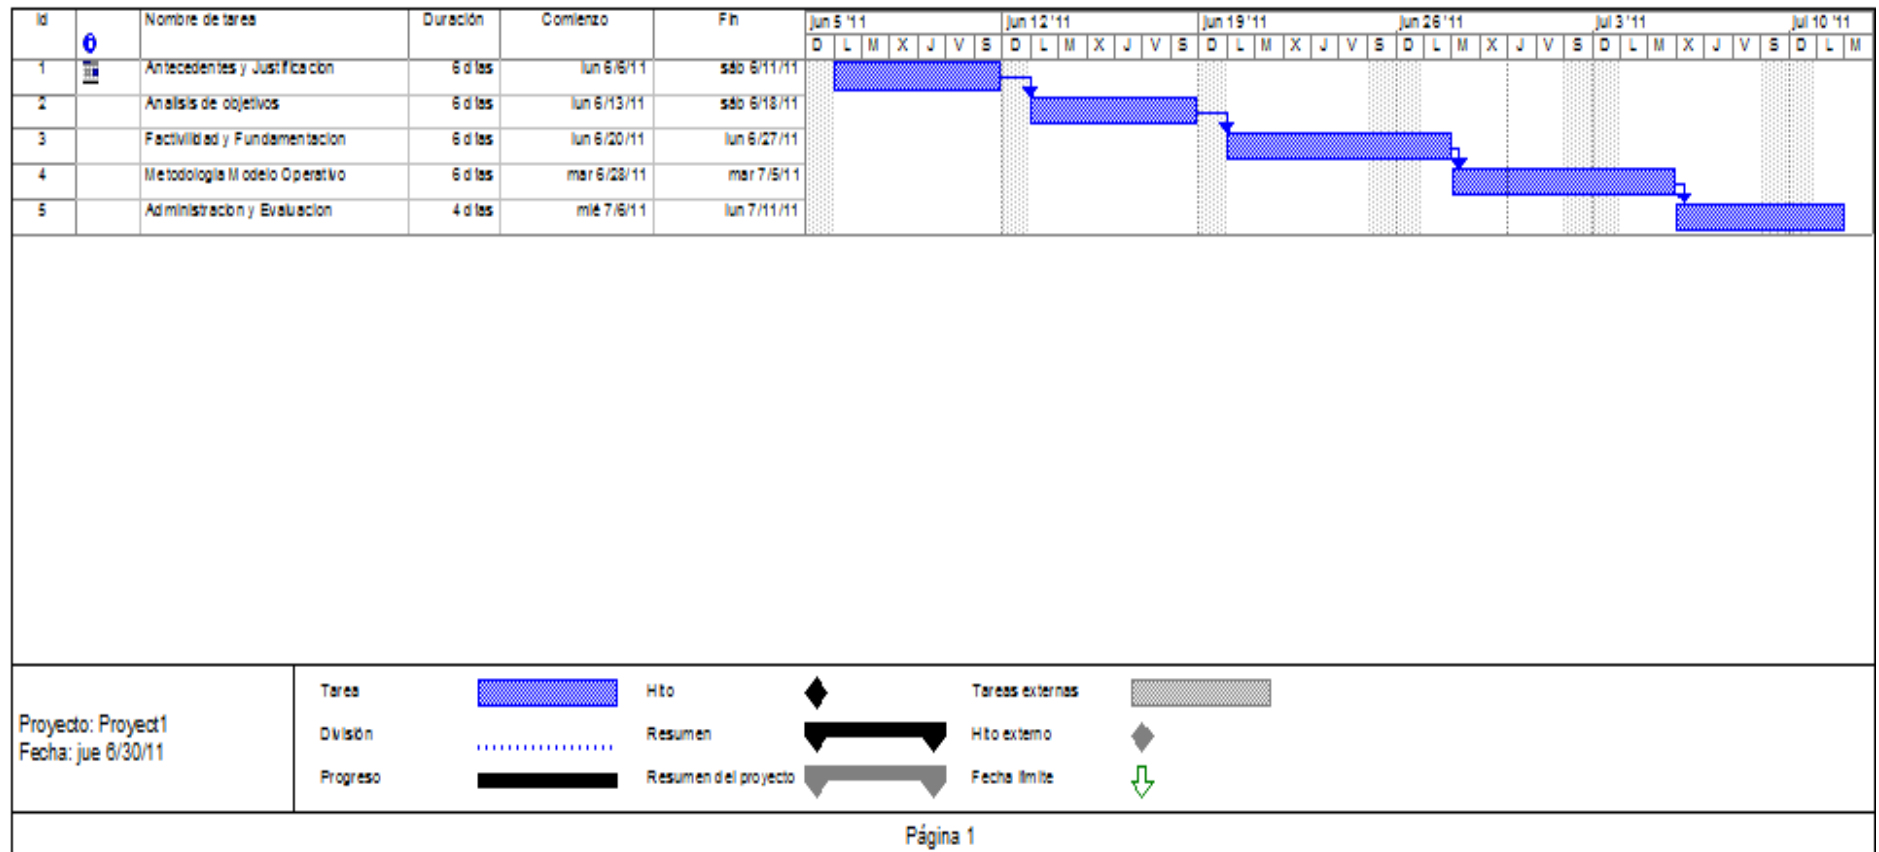 Id Nombre de tarea Duración Comienzo Fin jun 5 '11 jun 12 '11 jun 19 '11 jun 26 '11 jul 3 '11 jul 10 '11
D L M X J V S D L M X J V S D L M X J V S D L M X J V S D L M X J V S D L M
1 Antecedentes y Justificacion 6 días lun 6/6/11 sáb 6/11/11
2 Analisis de objetivos 6 días lun 6/13/11 sáb 6/18/11
3 Factivilidad y Fundamentacion 6 días lun 6/20/11 lun 6/27/11
4 Metodologia Modelo Operativo 6 días mar 6/28/11 mar 7/5/11
5 Administracion y Evaluacion 4 días mié 7/6/11 lun 7/11/11
Proyecto: Proyect1
Fecha: jue 6/30/11
Tarea Hito Tareas externas
División Resumen Hito externo
Progreso Resumen del proyecto Fecha límite
Página 1